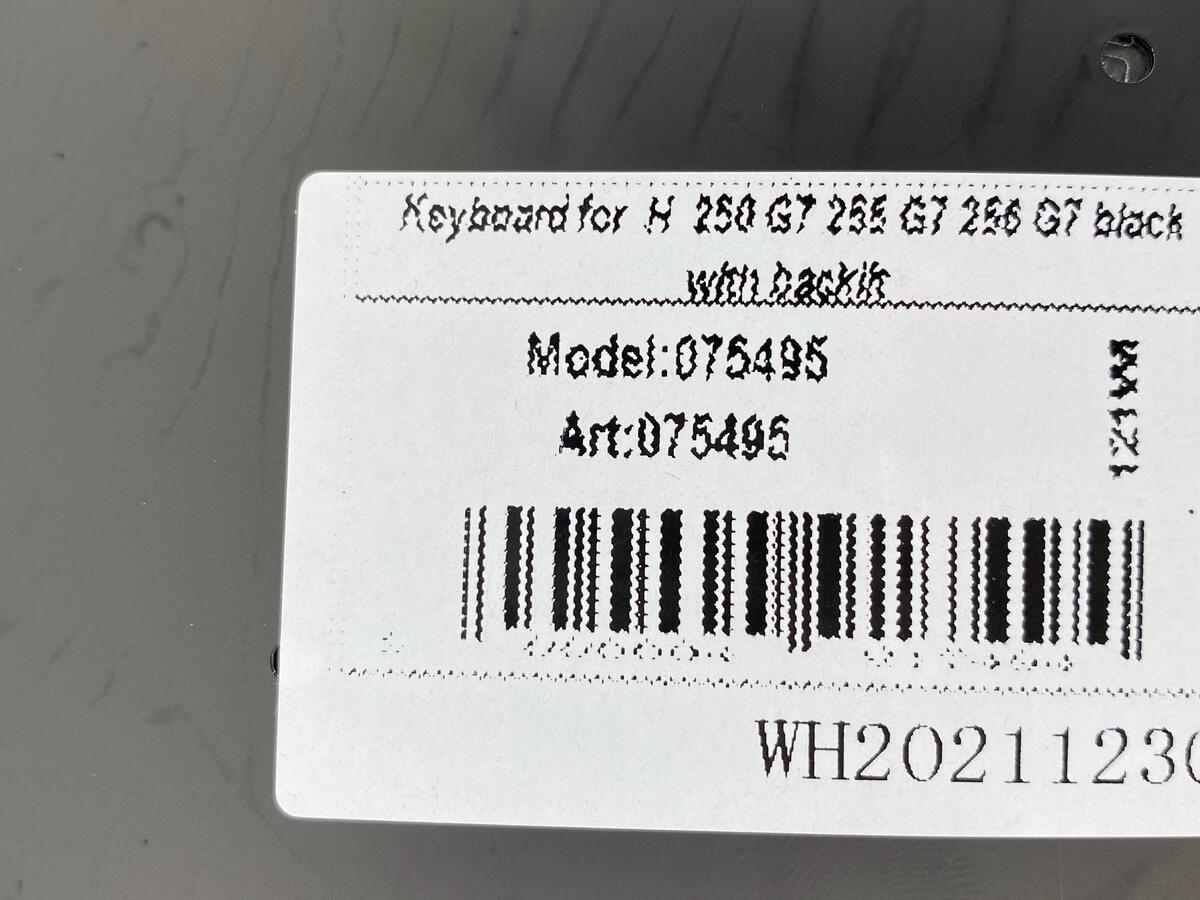 Keyboard for H 250 G7 255 G7 256 G7 black
with backlit
Model:075495
Art:075495
WH2021123